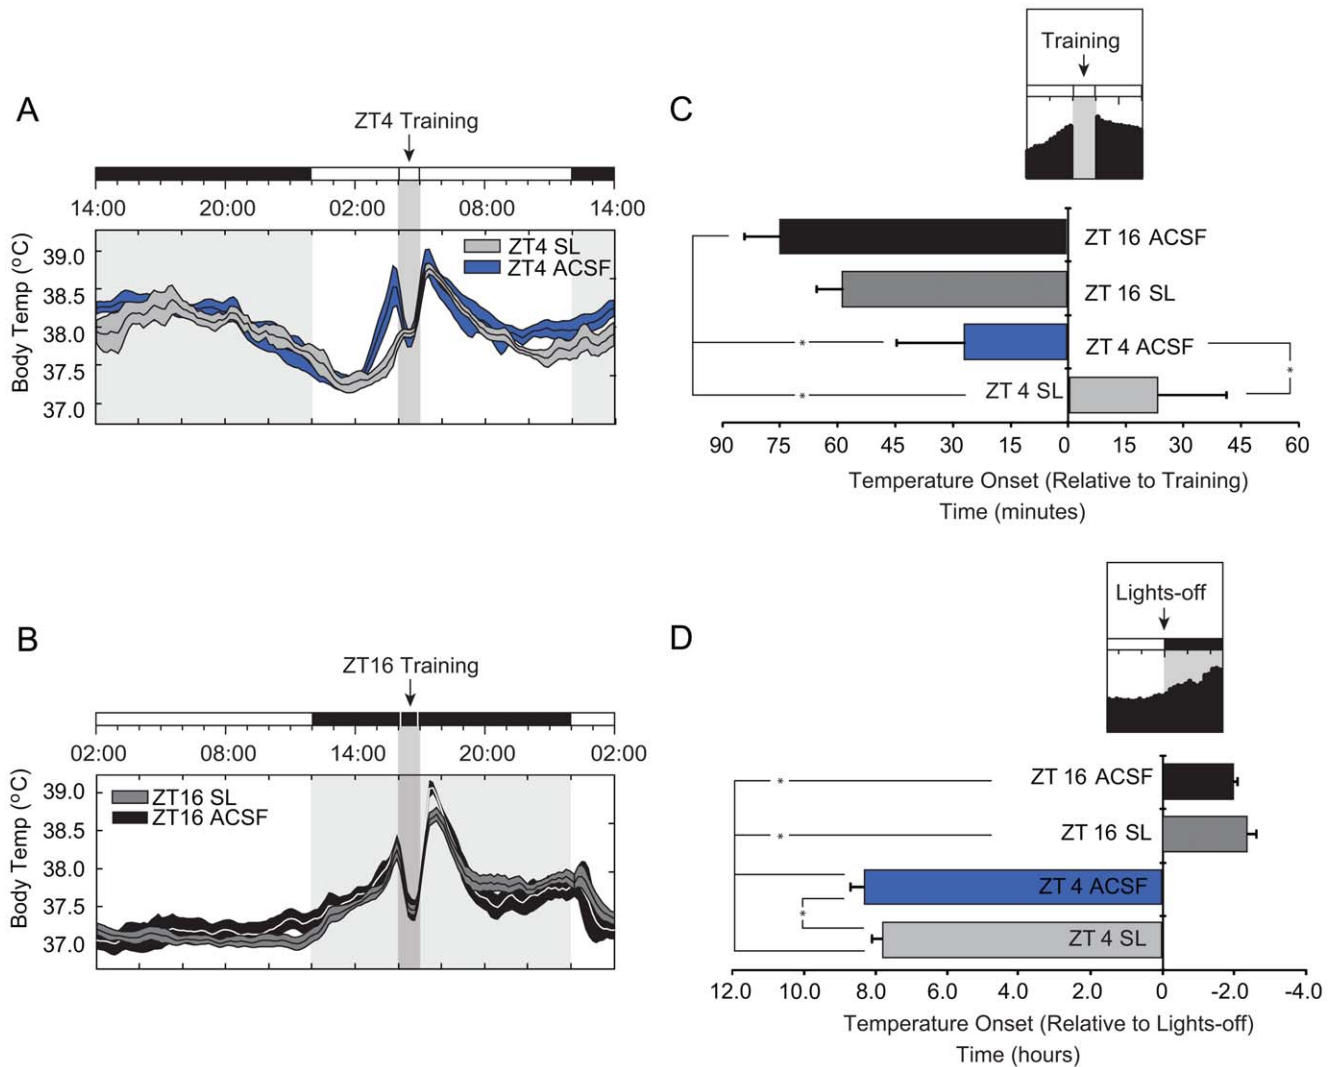 A
ZT4 Training
14:00 20:00 02:00 08:00 14:00
Body Temp (°C)
39.0
38.5
38.0
37.5
37.0
ZT4 SL
ZT4 ACSF
B
ZT16 Training
02:00 08:00 14:00 20:00 02:00
Body Temp (°C)
39.0
38.5
38.0
37.5
37.0
ZT16 SL
ZT16 ACSF
C
Training
ZT 16 ACSF
ZT 16 SL
ZT 4 ACSF
ZT 4 SL
*
*
*
90 75 60 45 30 15 0 15 30 45 60
Temperature Onset (Relative to Training)
Time (minutes)
D
Lights-off
ZT 16 ACSF
ZT 16 SL
ZT 4 ACSF
ZT 4 SL
*
*
*
12.0 10.0 8.0 6.0 4.0 2.0 0 -2.0 -4.0
Temperature Onset (Relative to Lights-off)
Time (hours)